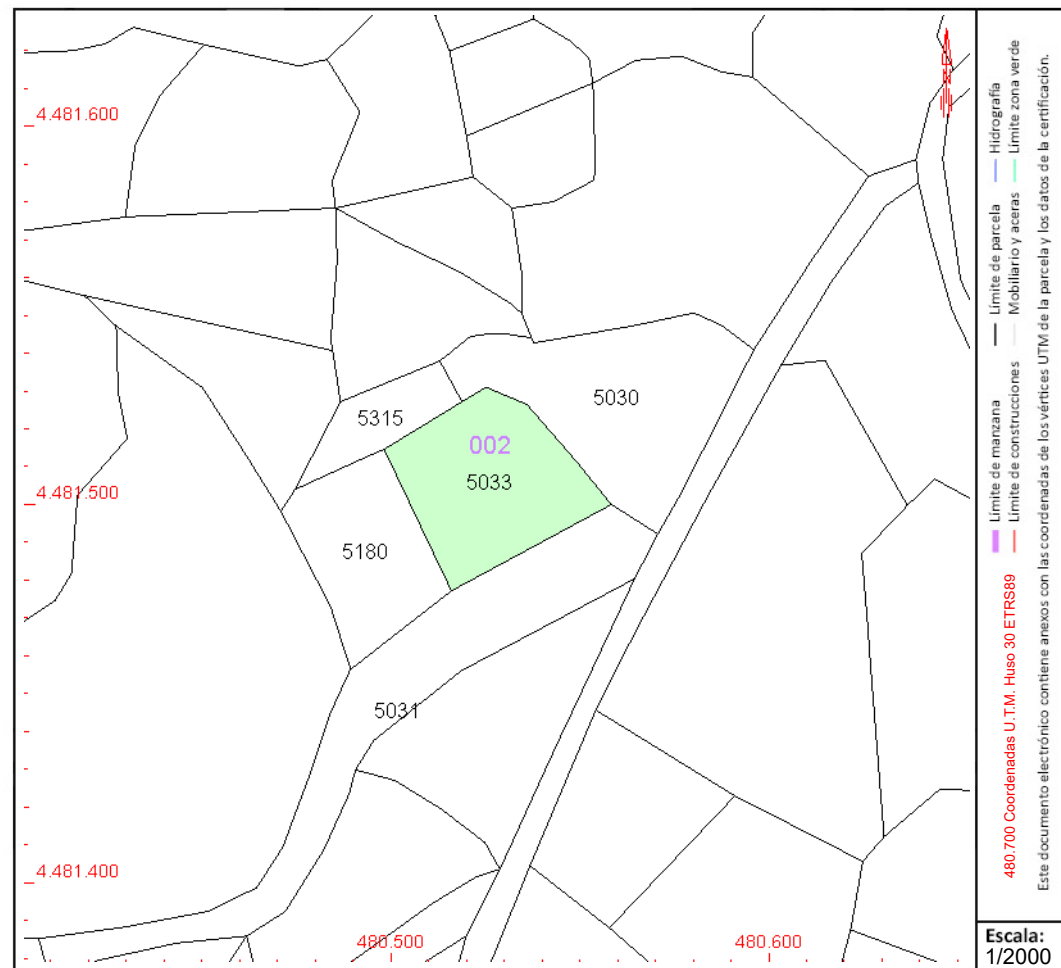 4.481.600
5030
5315
002
5033
4.481.500
5180
5031
4.481.400
480.500
480.600
Límite de manzana
Límite de parcela
Hidrografía
Límite de construcciones
Mobiliario y aceras
Límite zona verde
480.700 Coordenadas U.T.M. Huso 30 ETRS89
Este documento electrónico contiene anexos con las coordenadas de los vértices UTM de la parcela y los datos de la certificación.
Escala:
1/2000